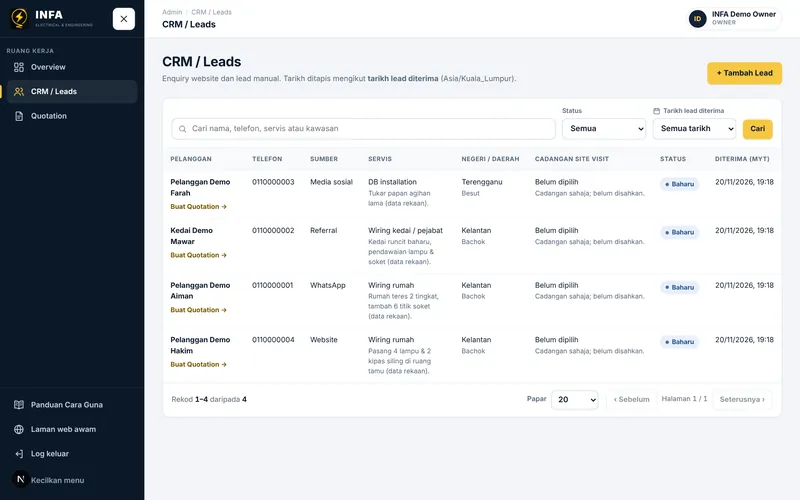 INFA
ELECTRICAL & ENGINEERING
RUANG KERJA
Overview
CRM / Leads
Quotation
Panduan Cara Guna
Laman web awam
Log keluar
N
Kecilkan menu
Admin / CRM / Leads
CRM / Leads
ID
INFA Demo Owner
OWNER
CRM / Leads
Enquiry website dan lead manual. Tarikh ditapis mengikut tarikh lead diterima (Asia/Kuala_Lumpur).
+ Tambah Lead
Status
Tarikh lead diterima
Cari nama, telefon, servis atau kawasan
Semua
Semua tarikh
Cari
PELANGGAN TELEFON SUMBER SERVIS NEGERI / DAERAH CADANGAN SITE VISIT STATUS DITERIMA (MYT)
Pelanggan Demo Farah
Buat Quotation →
0110000003
Media sosial
DB installation
Tukar papan agihan
lama (data rekaan).
Terengganu
Besut
Belum dipilih
Cadangan sahaja; belum disahkan.
Baharu
20/11/2026, 19:18
Kedai Demo
Mawar
Buat Quotation →
0110000002
Referral
Wiring kedai / pejabat
Kedai runcit baharu,
pendawaian lampu &
soket (data rekaan).
Kelantan
Bachok
Belum dipilih
Cadangan sahaja; belum disahkan.
Baharu
20/11/2026, 19:18
Pelanggan Demo
Aiman
Buat Quotation →
0110000001
WhatsApp
Wiring rumah
Rumah teres 2 tingkat,
tambah 6 titik soket
(data rekaan).
Kelantan
Bachok
Belum dipilih
Cadangan sahaja; belum disahkan.
Baharu
20/11/2026, 19:18
Pelanggan Demo
Hakim
Buat Quotation →
0110000004
Website
Wiring rumah
Pasang 4 lampu & 2
kipas siling di ruang
tamu (data rekaan).
Kelantan
Bachok
Belum dipilih
Cadangan sahaja; belum disahkan.
Baharu
20/11/2026, 19:18
Rekod 1–4 daripada 4
Papar
20
‹ Sebelum
Halaman 1 / 1
Seterusnya ›